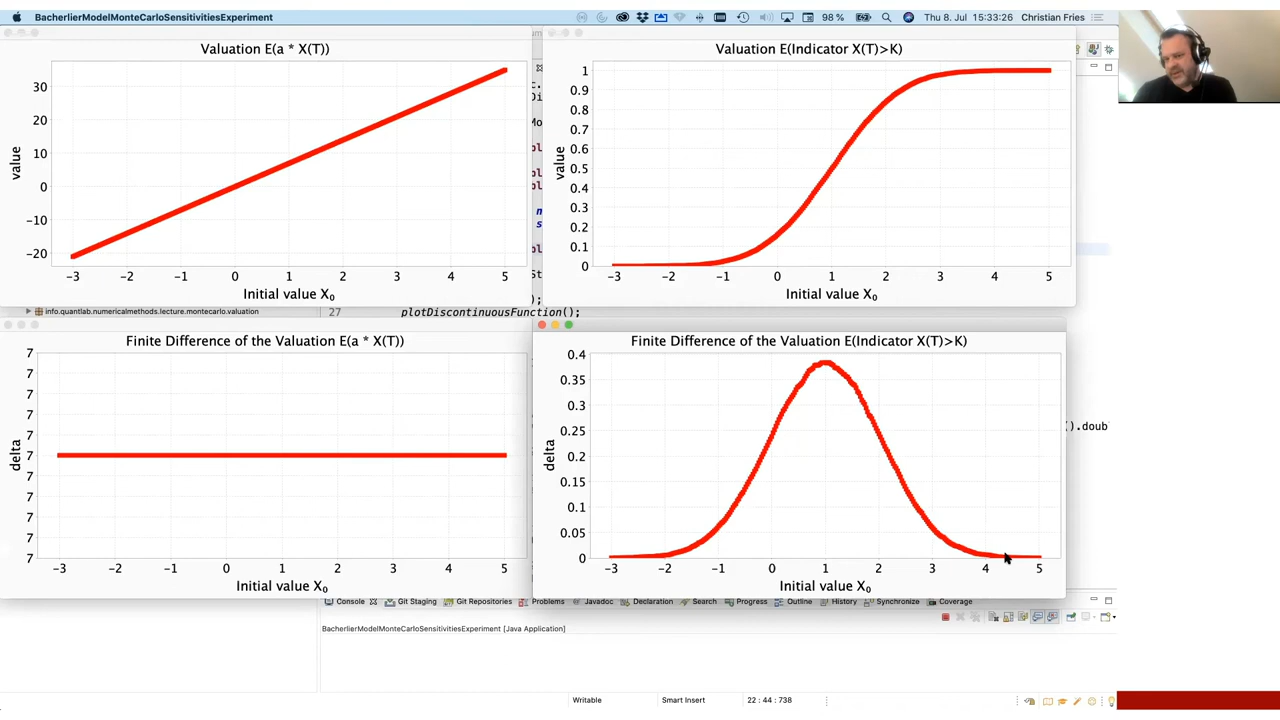 BacherlierModelMonteCarloSensitivitiesExperiment
98 %
Thu 8. Jul 15:33:26
Christian Fries
Valuation E(a * X(T))
30
20
10
0
−10
−20
value
−3 −2 −1 0 1 2 3 4 5
Initial value X₀
Valuation E(Indicator X(T)>K)
1
0.9
0.8
0.7
0.6
0.5
0.4
0.3
0.2
0.1
0
value
−3 −2 −1 0 1 2 3 4 5
Initial value X₀
info.quantlab.numericalmethods.lecture.montecarlo.valuation
27 plotDiscontinuousFunction();
Finite Difference of the Valuation E(a * X(T))
7
7
7
7
7
7
7
7
7
7
7
delta
−3 −2 −1 0 1 2 3 4 5
Initial value X₀
Finite Difference of the Valuation E(Indicator X(T)>K)
0.4
0.35
0.3
0.25
0.2
0.15
0.1
0.05
0
delta
−3 −2 −1 0 1 2 3 4 5
Initial value X₀
).doubl
Console Git Staging Git Repositories Problems Javadoc Declaration Search Progress Outline History Synchronize Coverage
BacherlierModelMonteCarloSensitivitiesExperiment [Java Application]
Writable
Smart Insert
22 : 44 : 738